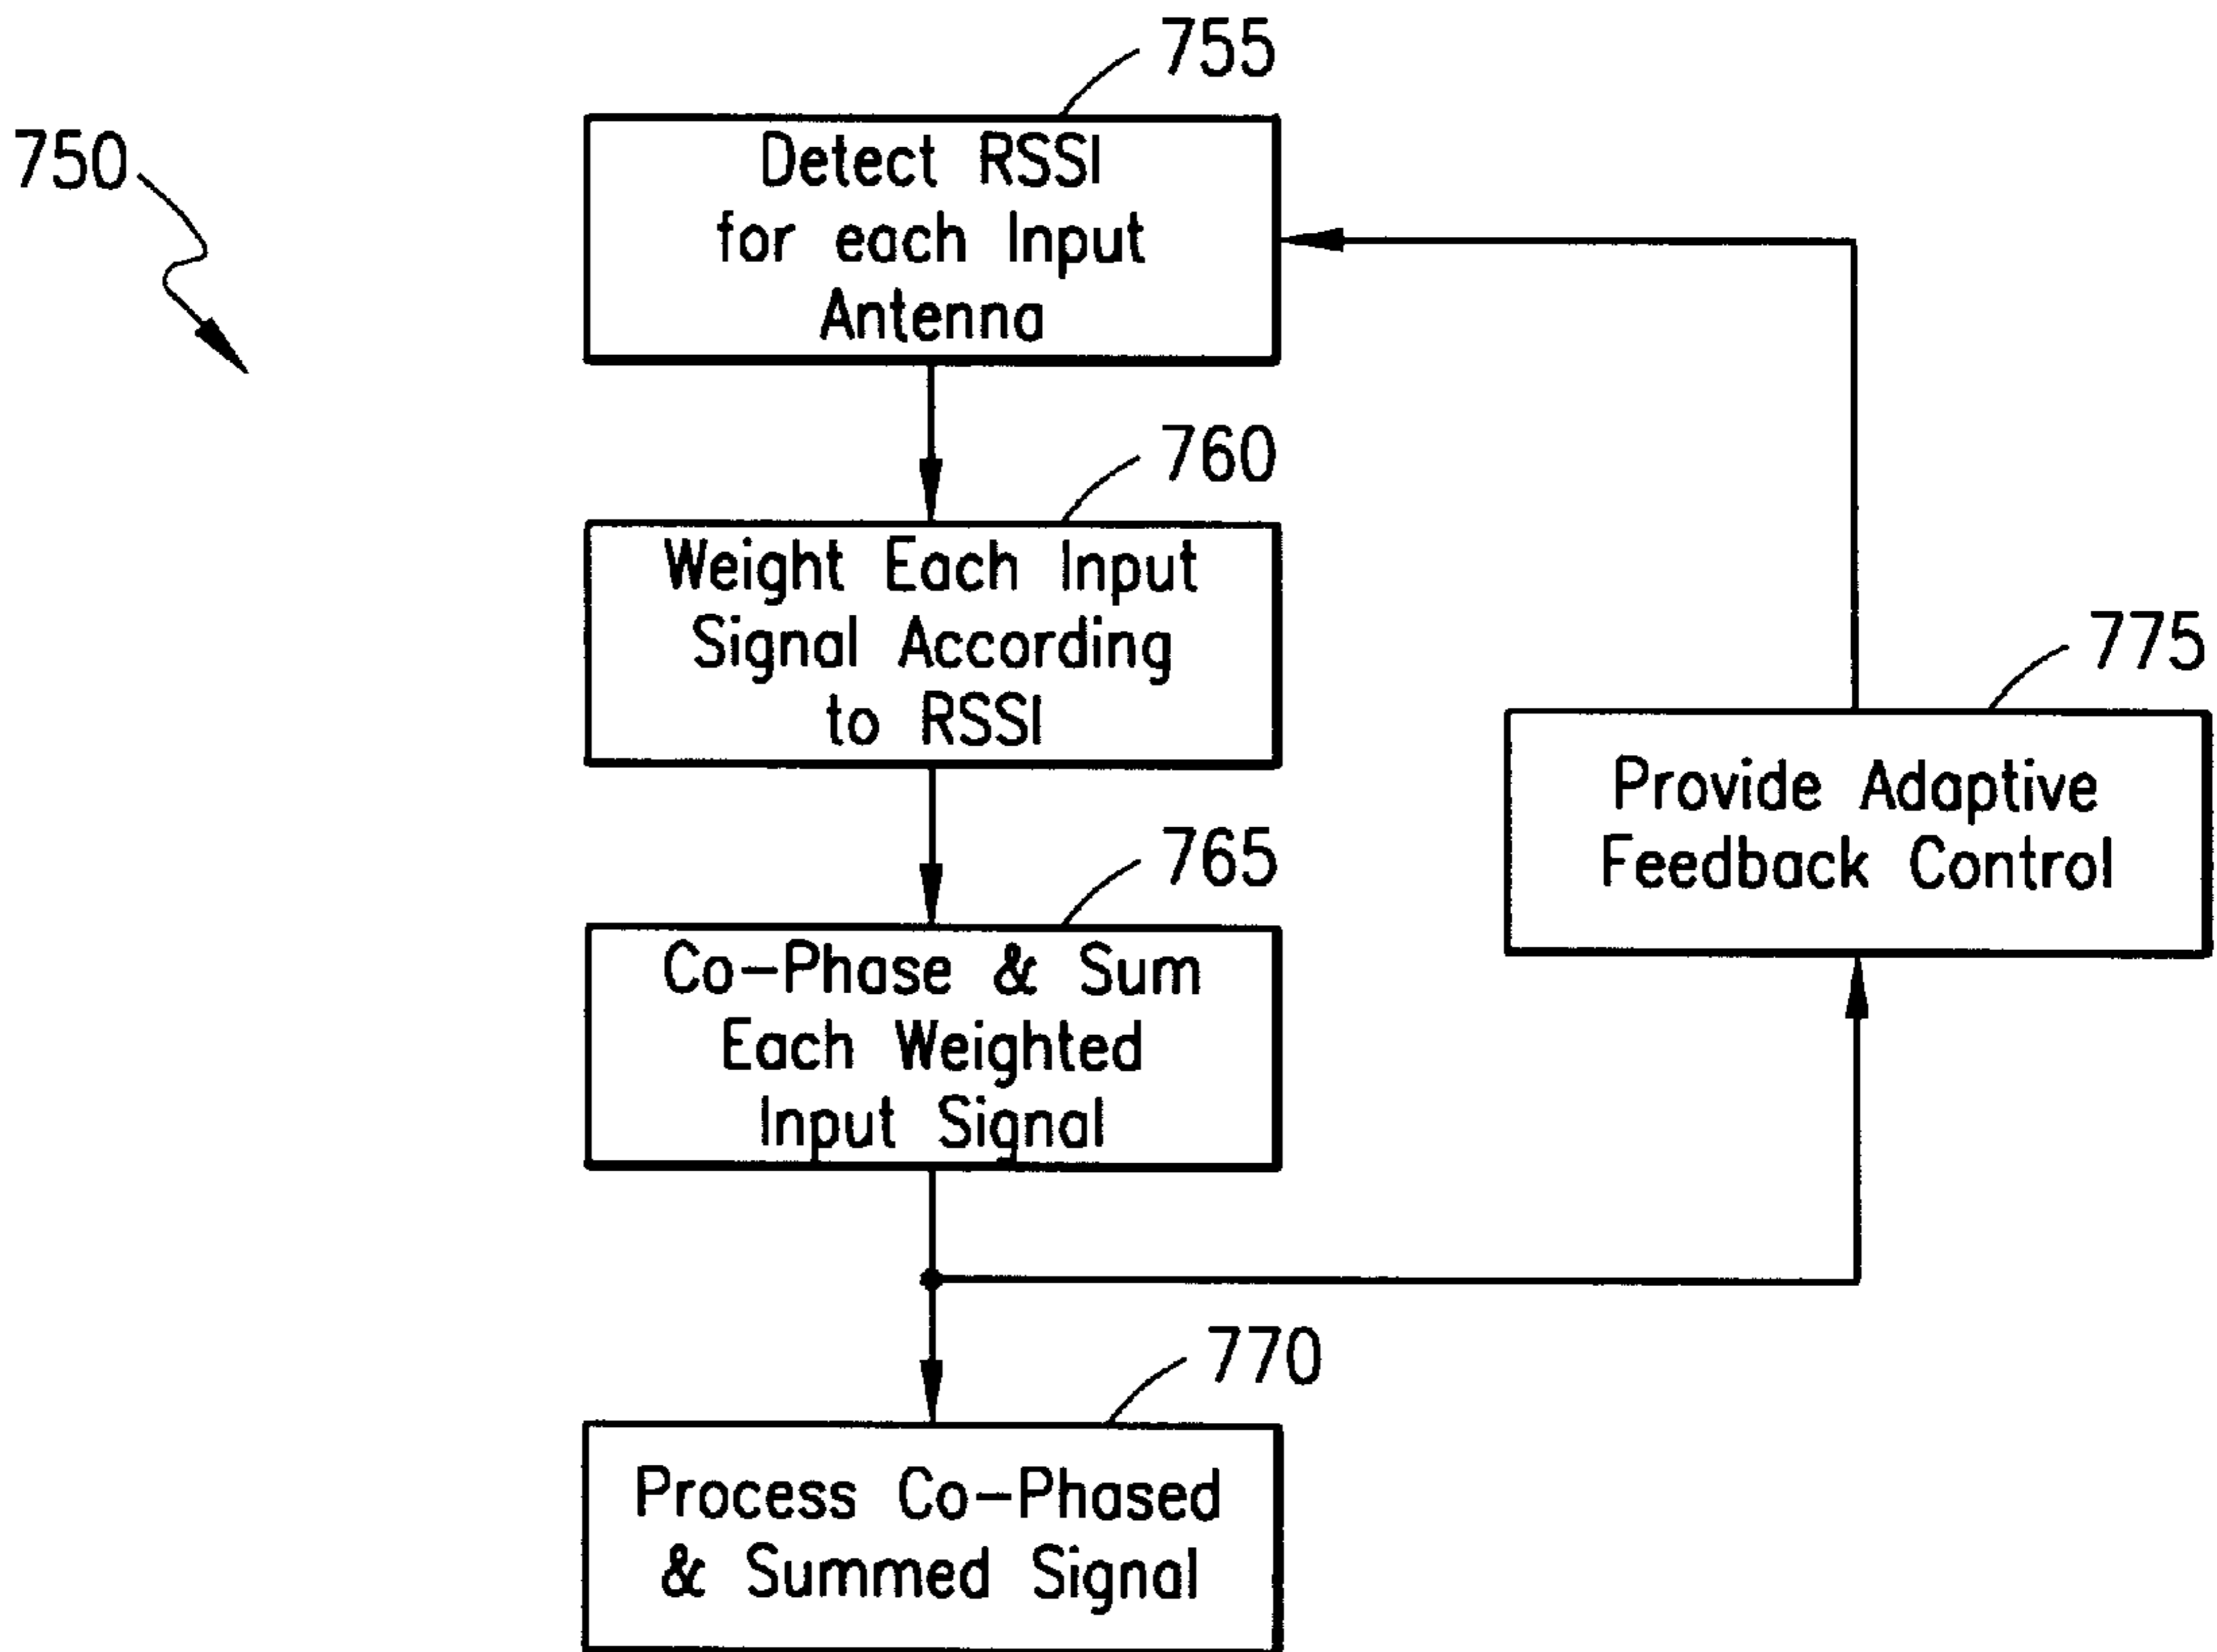 755
750
Detect RSSI
for each Input
Antenna
760
Weight Each Input
Signal According
to RSSI
775
Provide Adaptive
Feedback Control
765
Co-Phase & Sum
Each Weighted
Input Signal
770
Process Co-Phased
& Summed Signal